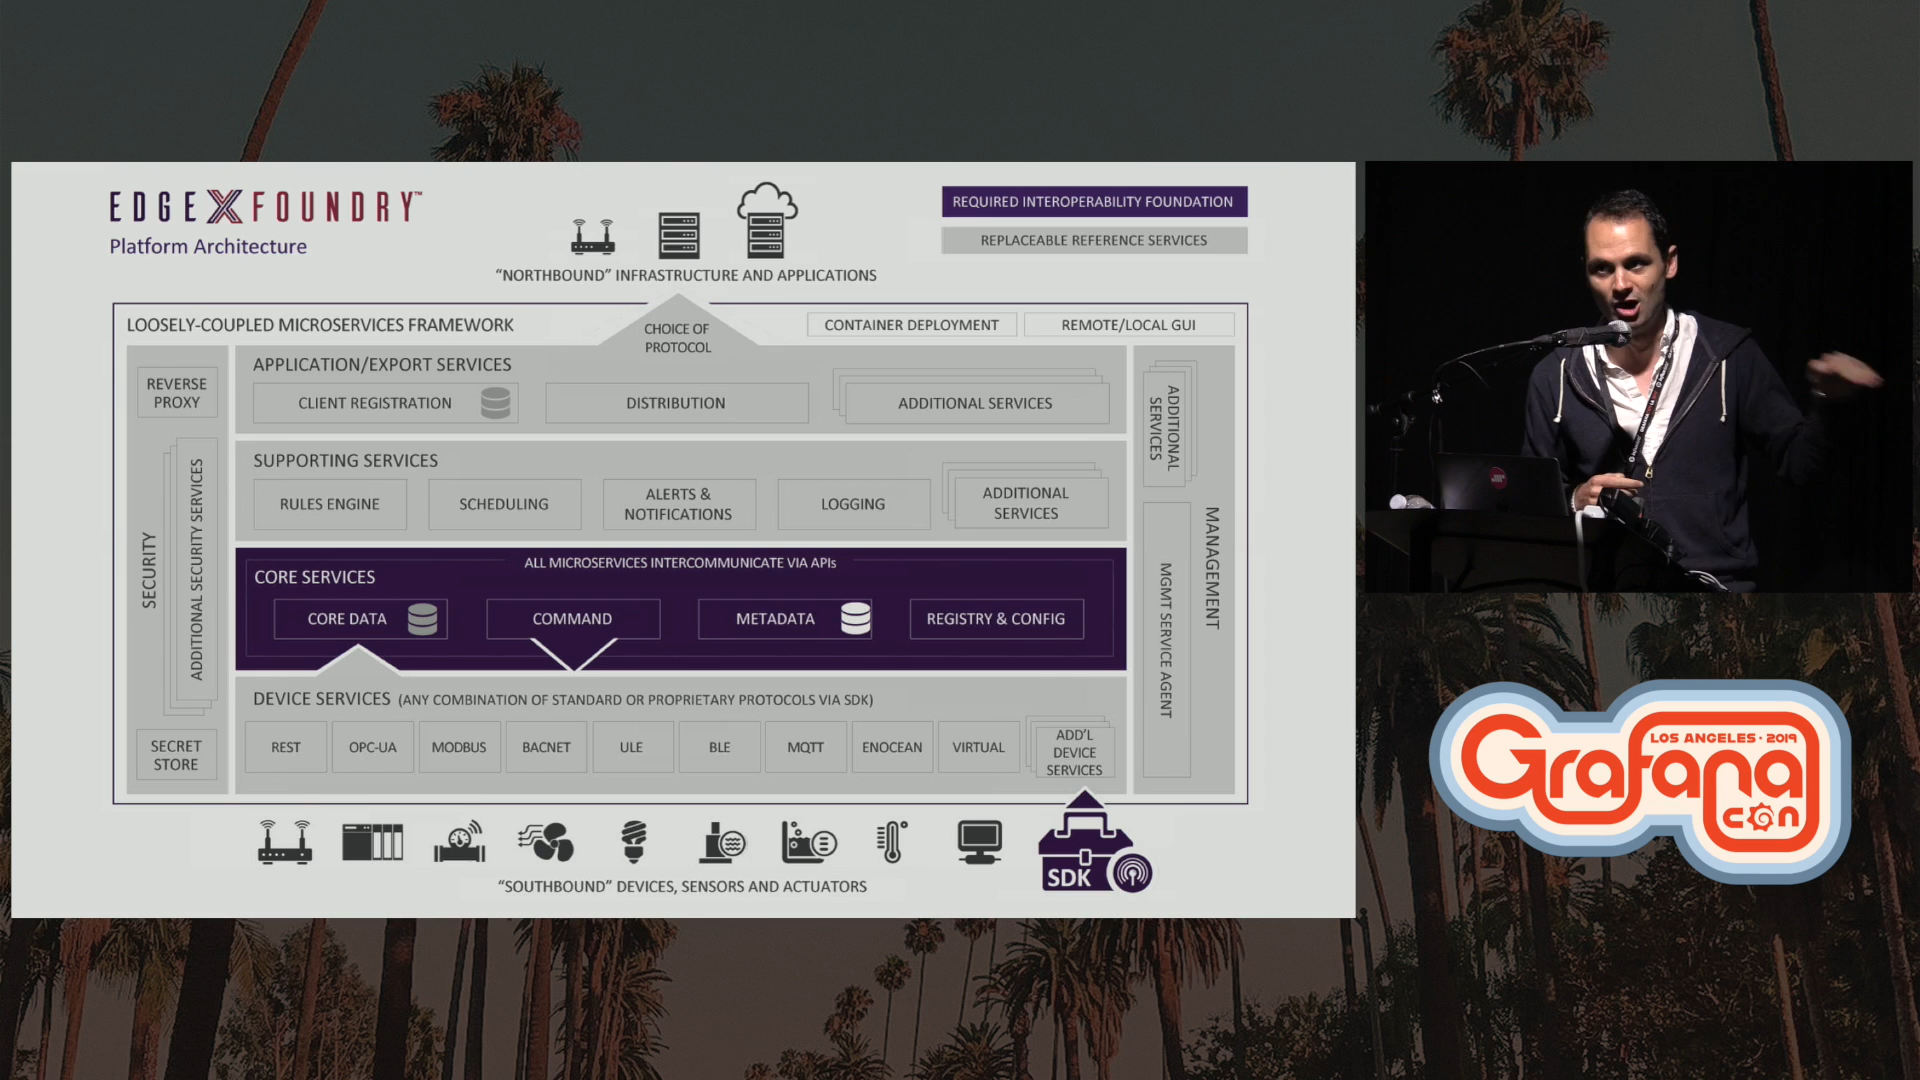 EDGE X FOUNDRY™
Platform Architecture
"NORTHBOUND" INFRASTRUCTURE AND APPLICATIONS
REQUIRED INTEROPERABILITY FOUNDATION
REPLACEABLE REFERENCE SERVICES
LOOSELY-COUPLED MICROSERVICES FRAMEWORK
CHOICE OF
PROTOCOL
CONTAINER DEPLOYMENT
REMOTE/LOCAL GUI
REVERSE
PROXY
SECURITY
ADDITIONAL SECURITY SERVICES
SECRET
STORE
APPLICATION/EXPORT SERVICES
CLIENT REGISTRATION
DISTRIBUTION
ADDITIONAL SERVICES
SUPPORTING SERVICES
RULES ENGINE
SCHEDULING
ALERTS &
NOTIFICATIONS
LOGGING
ADDITIONAL
SERVICES
ALL MICROSERVICES INTERCOMMUNICATE VIA APIs
CORE SERVICES
CORE DATA
COMMAND
METADATA
REGISTRY & CONFIG
DEVICE SERVICES (ANY COMBINATION OF STANDARD OR PROPRIETARY PROTOCOLS VIA SDK)
REST
OPC-UA
MODBUS
BACNET
ULE
BLE
MQTT
ENOCEAN
VIRTUAL
ADD'L
DEVICE
SERVICES
ADDITIONAL
SERVICES
MGMT SERVICE AGENT
MANAGEMENT
SDK
"SOUTHBOUND" DEVICES, SENSORS AND ACTUATORS
LOS ANGELES · 2019
Grafana
con